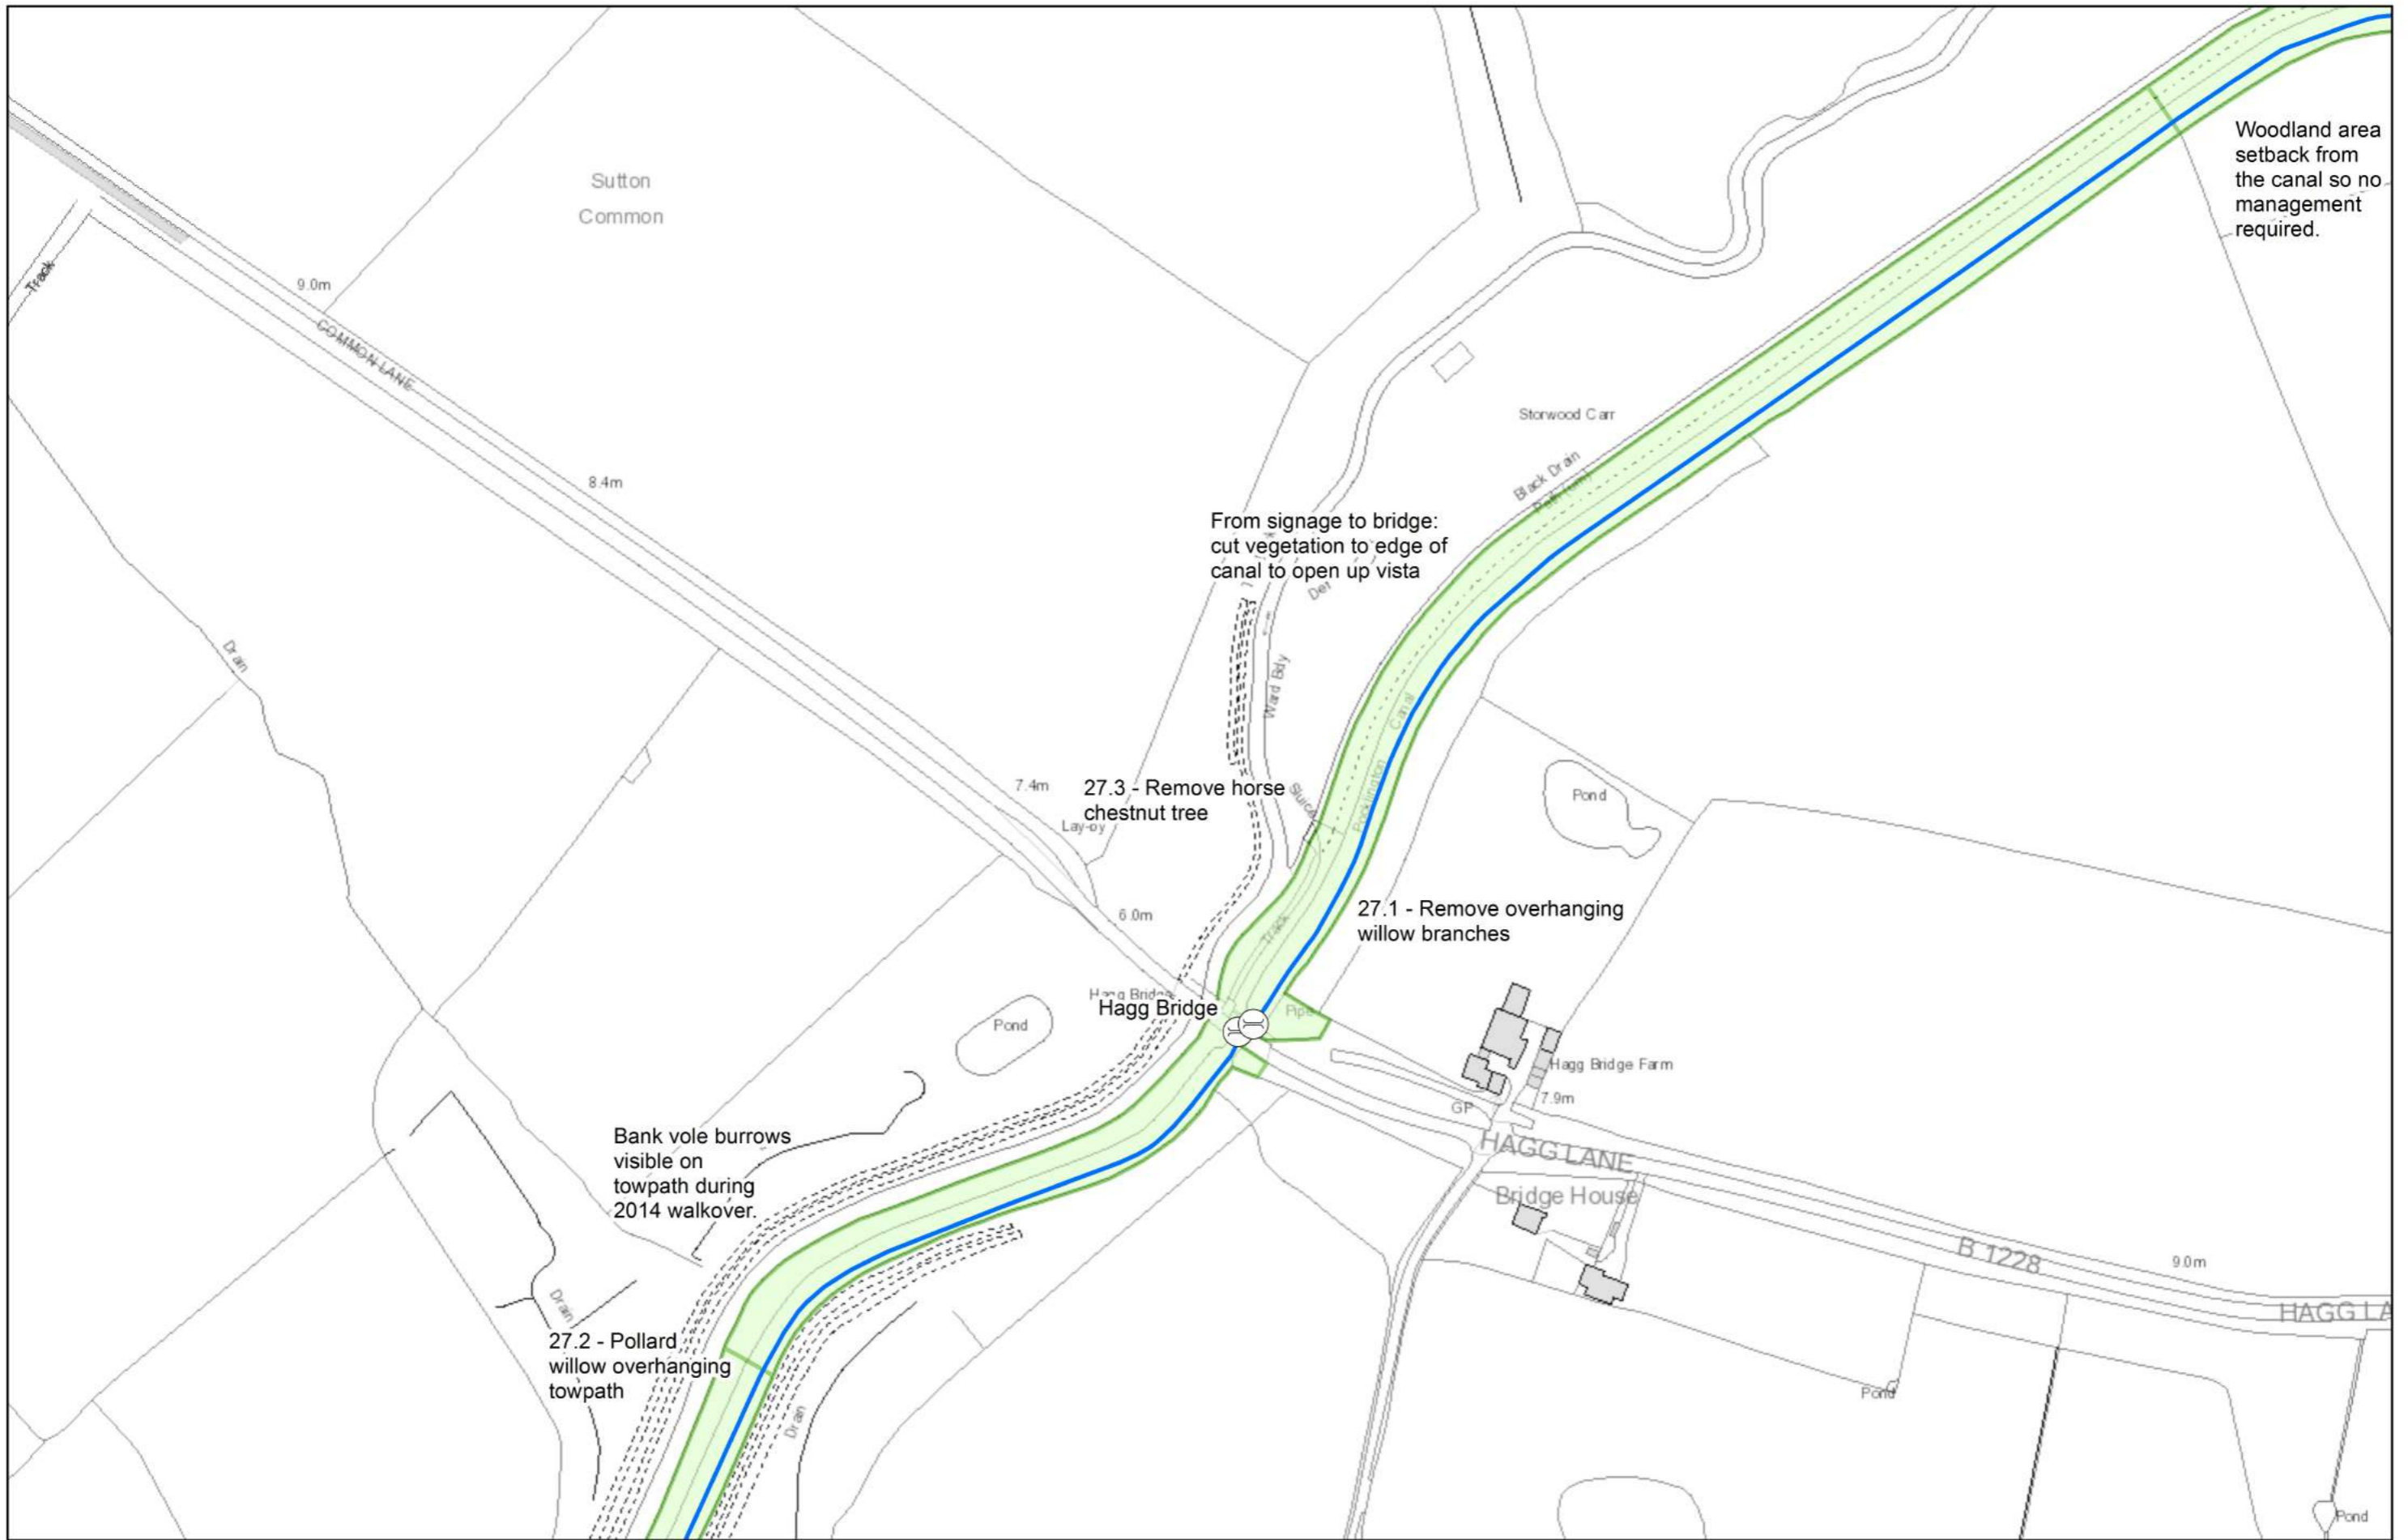 Woodland area
setback from
the canal so no
management
required.
Sutton
Common
Track
9.0m
COMMON LANE
Storwood Carr
8.4m
Black Drain
Path (um)
From signage to bridge:
cut vegetation to edge of
canal to open up vista
Drain
Ward Bdy
Canal
Pocklington
7.4m
27.3 - Remove horse
chestnut tree
Sluice
Pond
Lay-by
27.1 - Remove overhanging
willow branches
6.0m
Track
Hagg Bridge
Hagg Bridge
Pipe
Pond
Hagg Bridge Farm
7.9m
GP
HAGG LANE
Bank vole burrows
visible on
towpath during
2014 walkover.
Bridge House
B 1228
9.0m
HAGG LA
Drain
27.2 - Pollard
willow overhanging
towpath
Drain
Pond
Pond